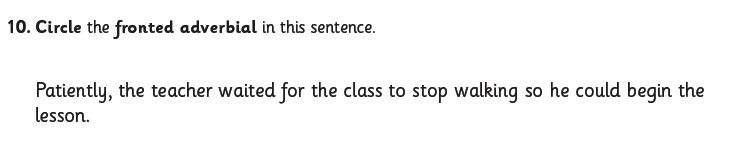 10. Circle the fronted adverbial in this sentence.
Patiently, the teacher waited for the class to stop walking so he could begin the
lesson.